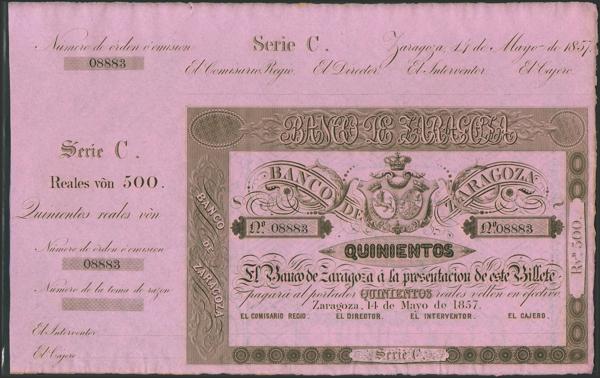 Número de órden ó emision
08883
Serie C.
Zaragoza, 14 de Mayo de 1857.
El Comisario Regio. El Director. El Interventor. El Cajero.
Serie C.
Reales vón 500.
Quinientos reales vón
Número de órden ó emision
08883
Número de la toma de razon
El Interventor
El Cajero
BANCO DE ZARAGOZA
BANCO DE ZARAGOZA
BANCO DE ZARAGOZA
Nº 08883
Nº 08883
QUINIENTOS
El Banco de Zaragoza á la presentacion de este Billete
pagará al portador QUINIENTOS reales vellón en efectivo
Zaragoza, 14 de Mayo de 1857.
EL COMISARIO REGIO. EL DIRECTOR. EL INTERVENTOR. EL CAJERO.
Rvn 500.
Serie C.